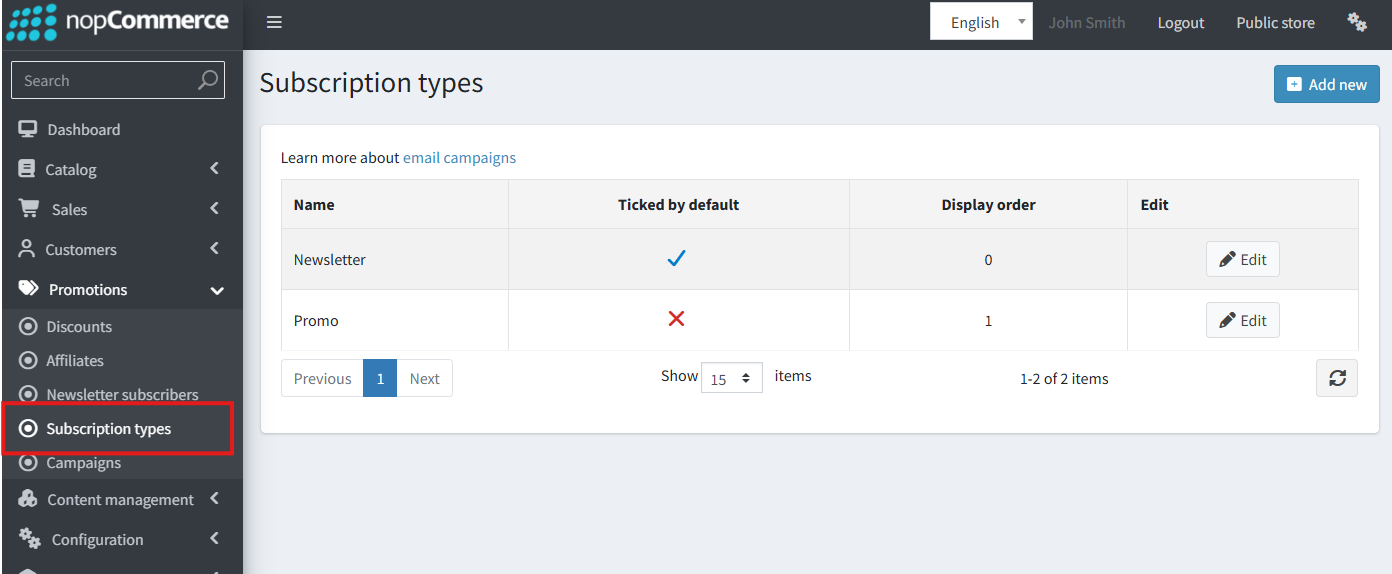 nopCommerce
English
John Smith
Logout
Public store
Search
Dashboard
Catalog
Sales
Customers
Promotions
Discounts
Affiliates
Newsletter subscribers
Subscription types
Campaigns
Content management
Configuration
Subscription types
Add new
Learn more about email campaigns
Name Ticked by default Display order Edit
Newsletter 0 Edit
Promo 1 Edit
Previous 1 Next Show 15 items 1-2 of 2 items